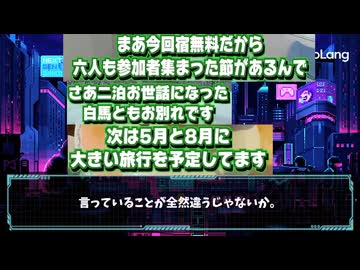 まあ今回宿無料だから
六人も参加者集まった節があるんで
さあ二泊お世話になった
白馬ともお別れです
次は5月と8月に
大きい旅行を予定してます
言っていることが全然違うじゃないか。
Lang
NEXT